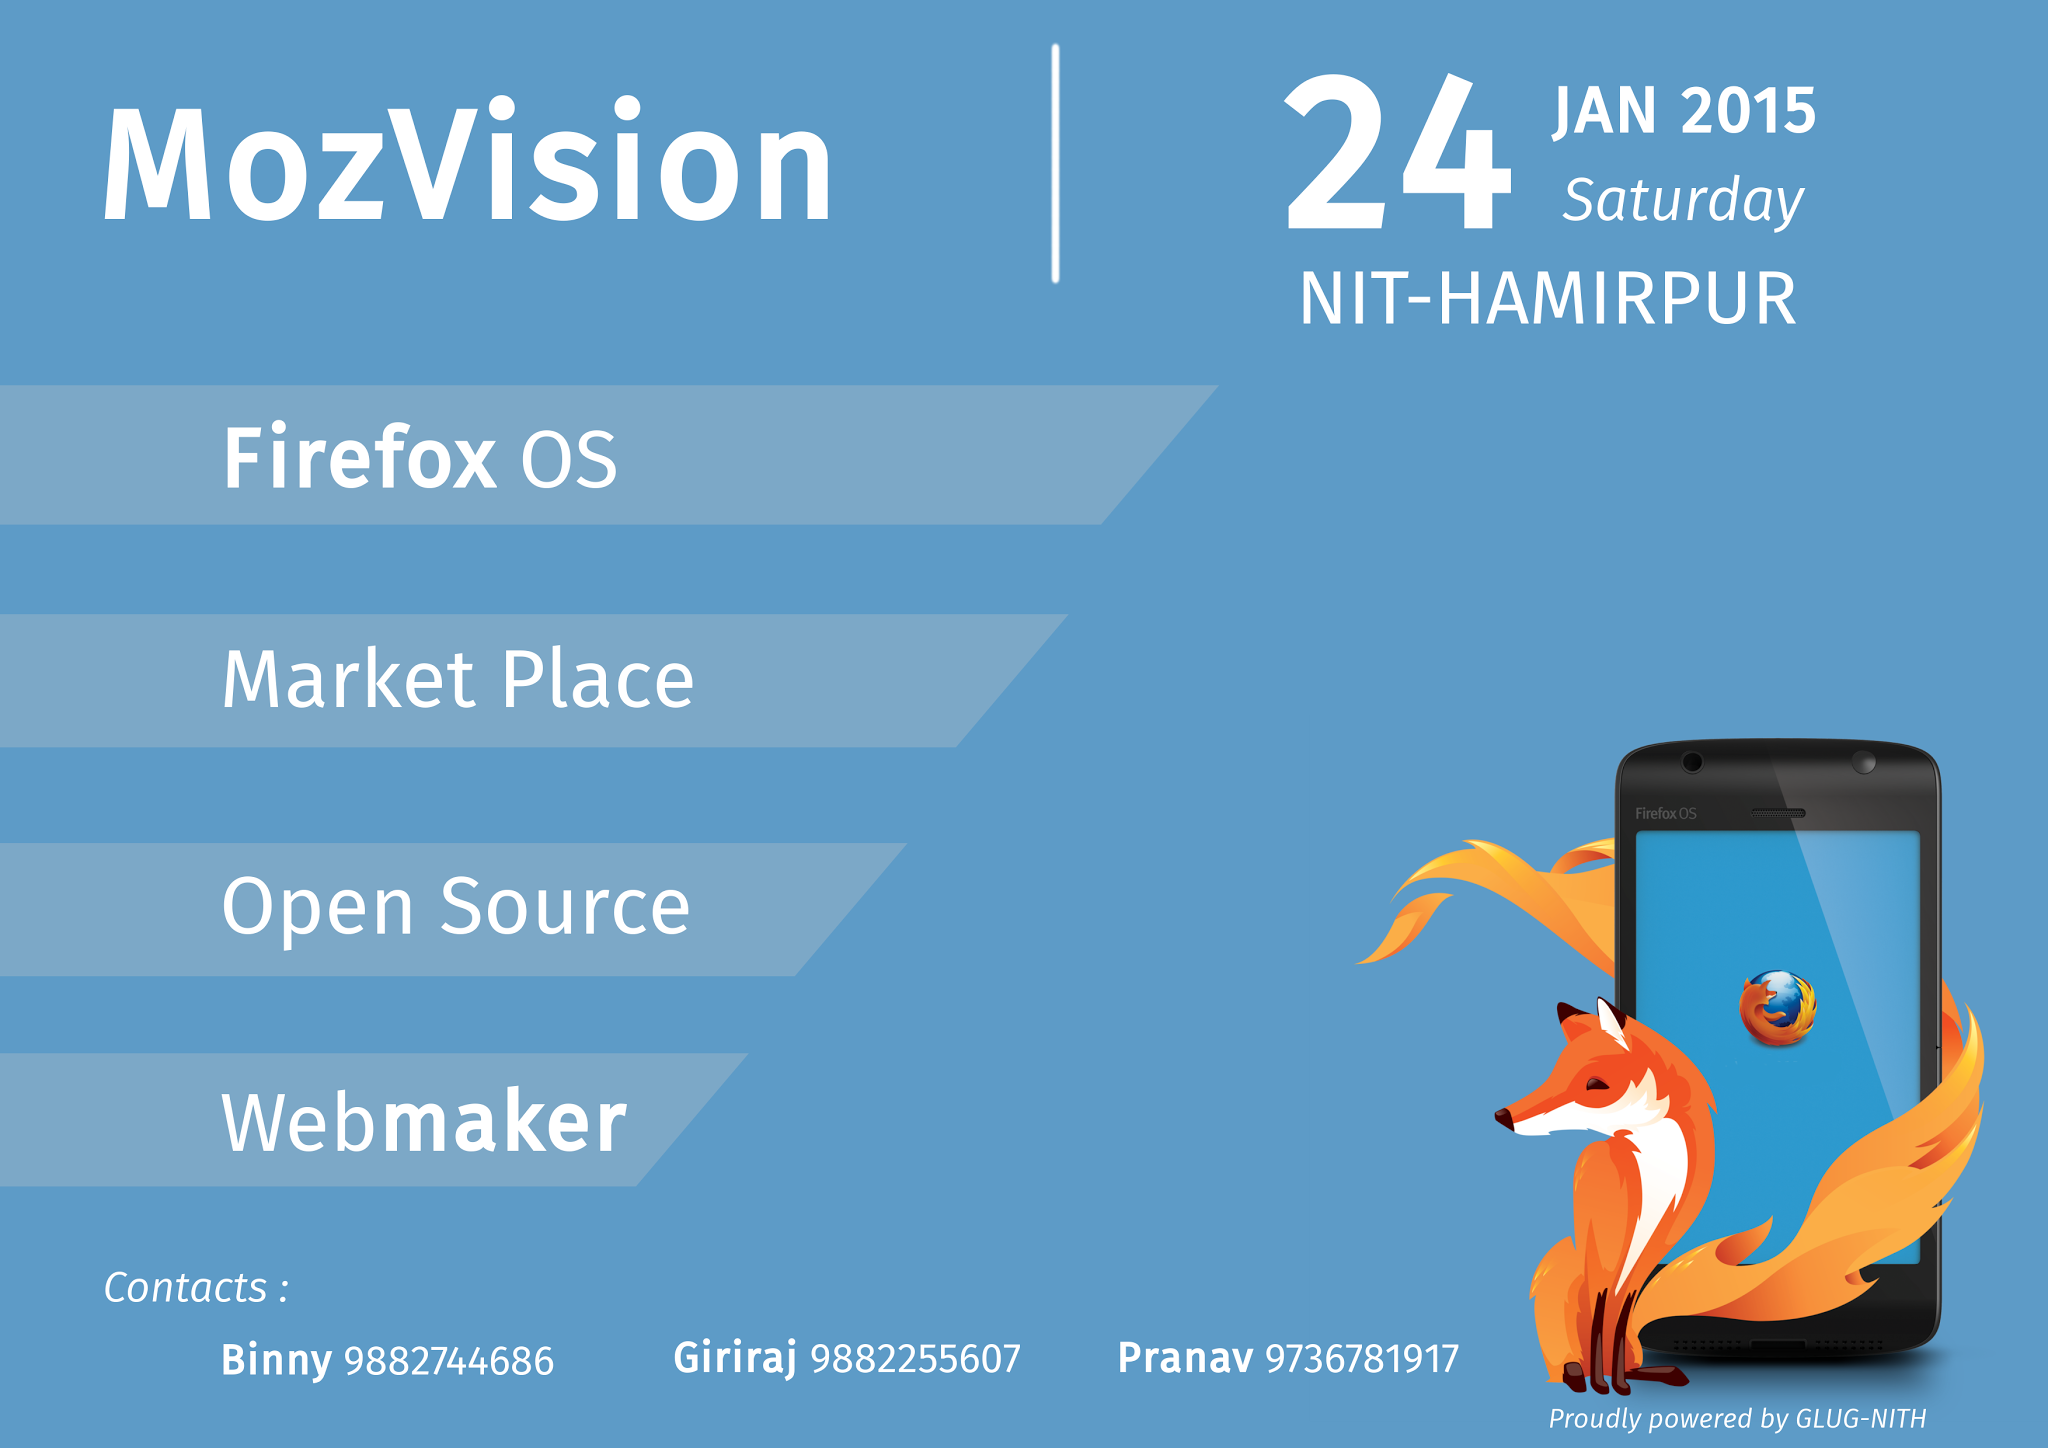 MozVision
24 JAN 2015
Saturday
NIT-HAMIRPUR
Firefox OS
Market Place
Open Source
Webmaker
Firefox OS
Contacts :
Binny 9882744686
Giriraj 9882255607
Pranav 9736781917
Proudly powered by GLUG-NITH